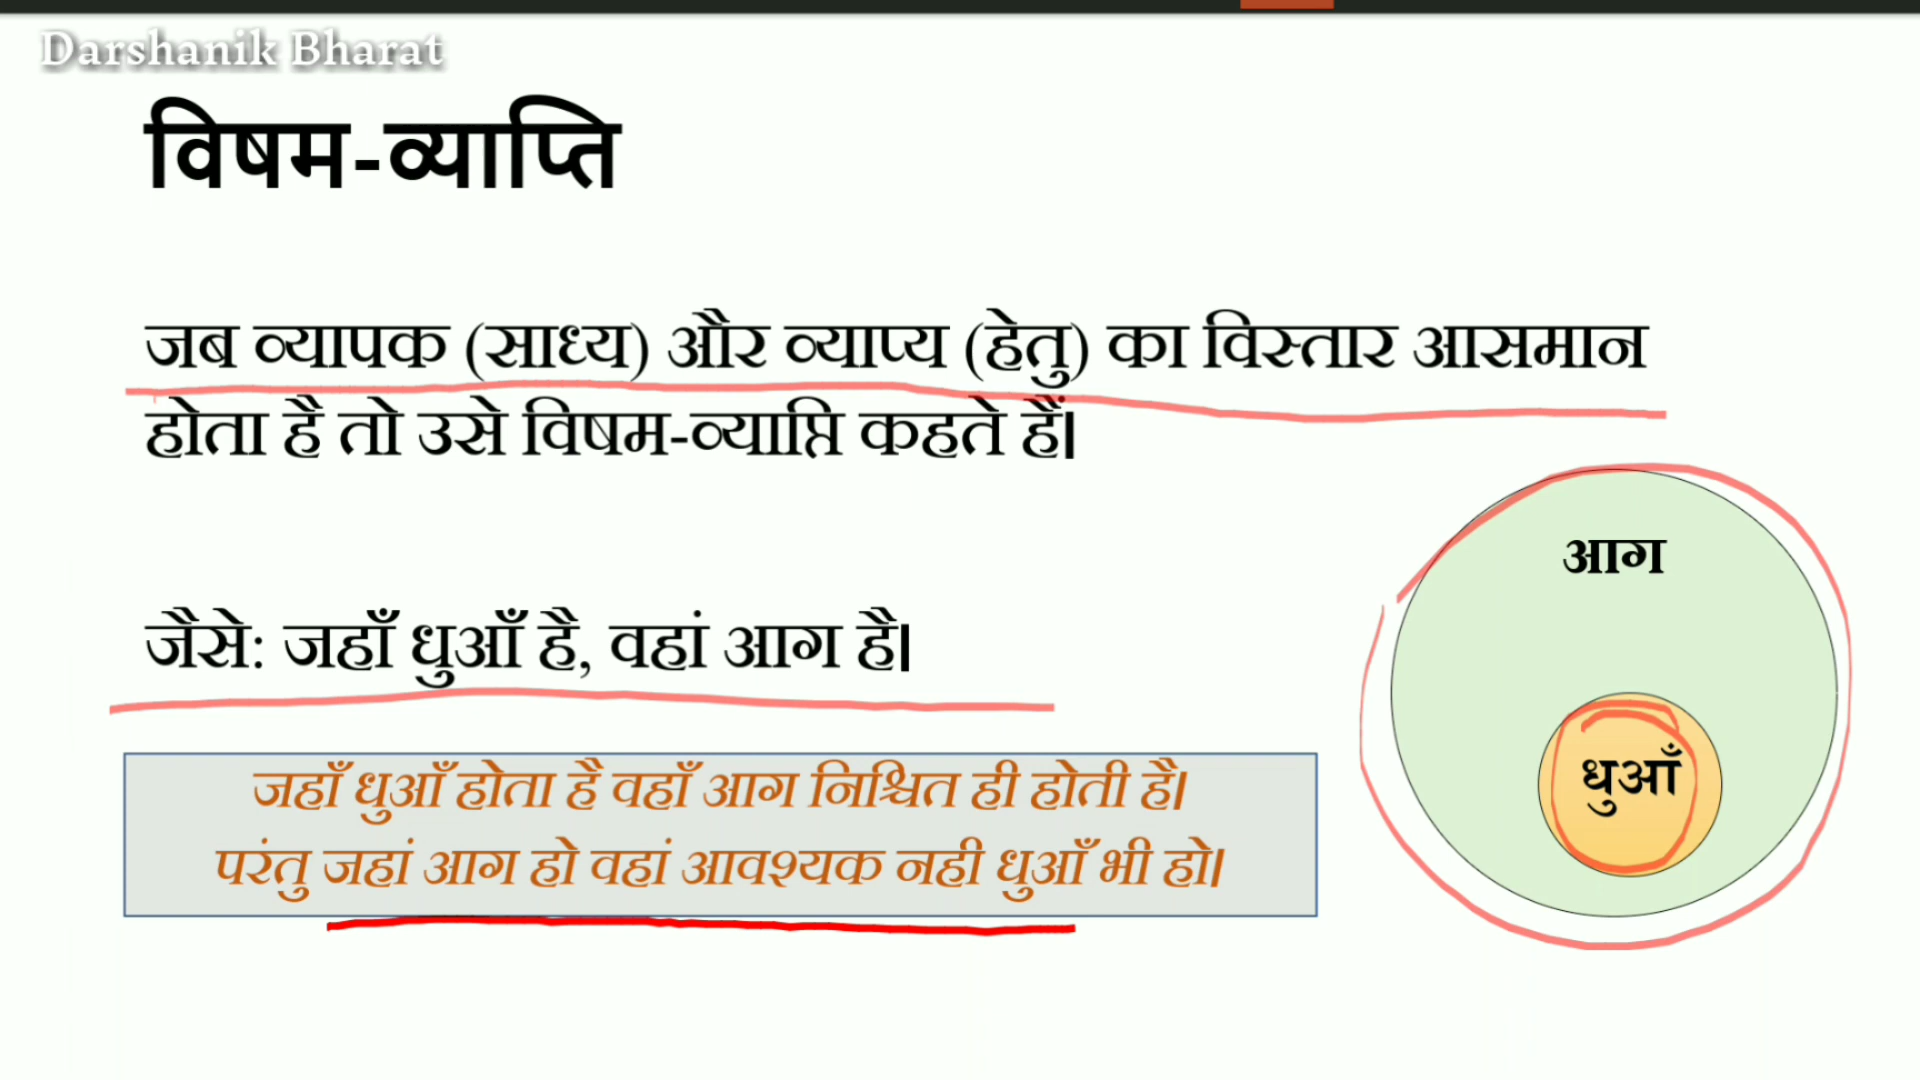 Darshanik Bharat
विषम-व्याप्ति
जब व्यापक (साध्य) और व्याप्य (हेतु) का विस्तार आसमान
होता है तो उसे विषम-व्याप्ति कहते हैं।
आग
जैसे: जहाँ धुआँ है, वहां आग है।
धुआँ
जहाँ धुआँ होता है वहाँ आग निश्चित ही होती है।
परंतु जहां आग हो वहां आवश्यक नही धुआँ भी हो।